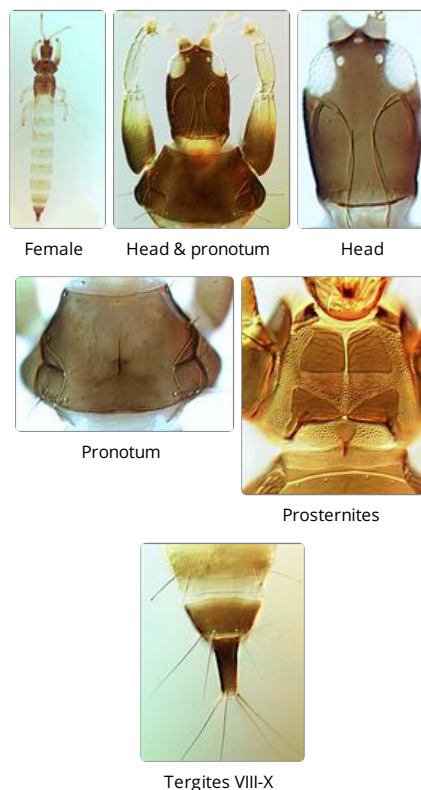 Female
Head & pronotum
Head
Pronotum
Prosternites
Tergites VIII-X